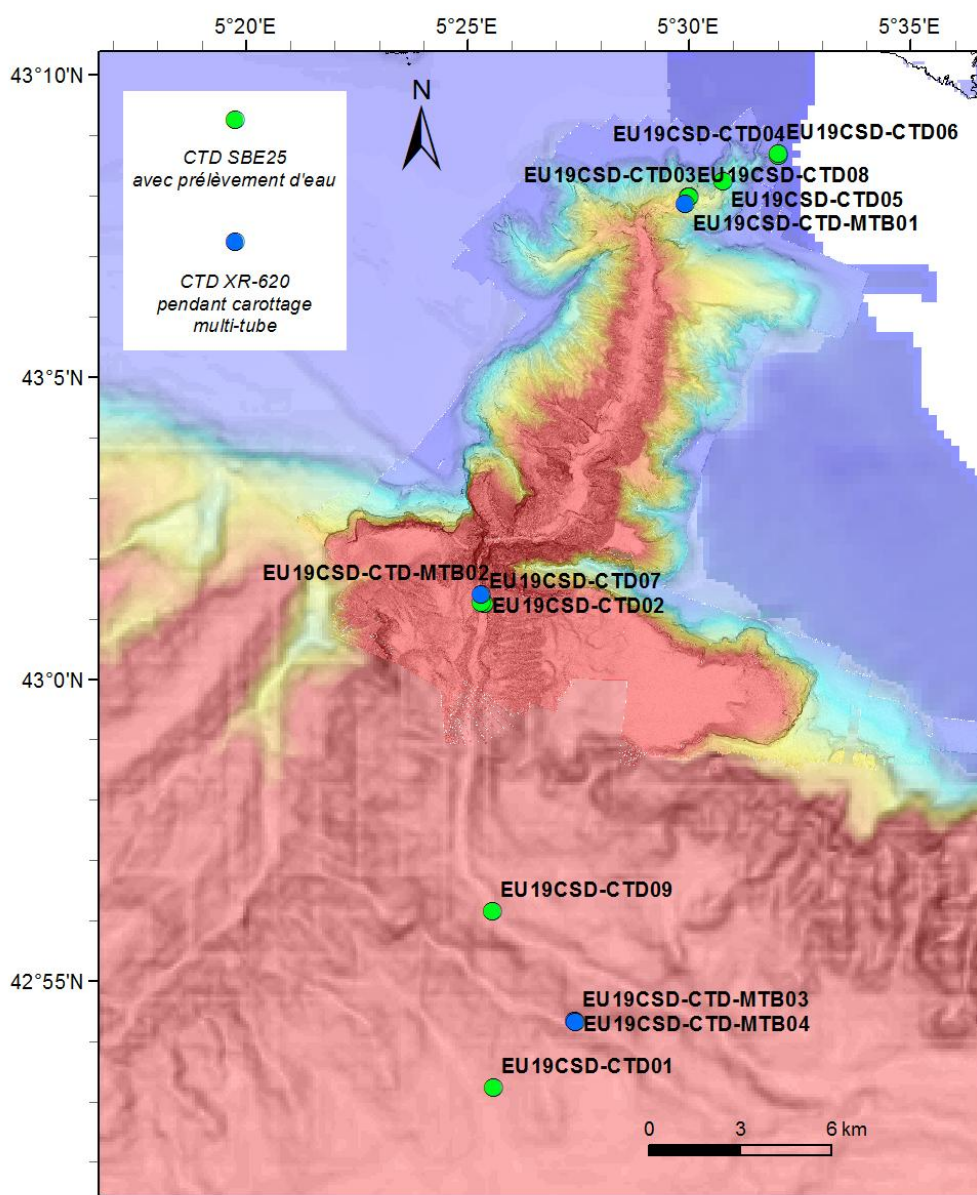 5°20'E 5°25'E 5°30'E 5°35'E
43°10'N
N
CTD SBE25
avec prélèvement d'eau
CTD XR-620
pendant carottage
multi-tube
EU19CSD-CTD04 EU19CSD-CTD06
EU19CSD-CTD03 EU19CSD-CTD08
EU19CSD-CTD05
EU19CSD-CTD-MTB01
43°5'N
EU19CSD-CTD-MTB02 EU19CSD-CTD07
EU19CSD-CTD02
43°0'N
EU19CSD-CTD09
42°55'N
EU19CSD-CTD-MTB03
EU19CSD-CTD-MTB04
EU19CSD-CTD01
0 3 6 km